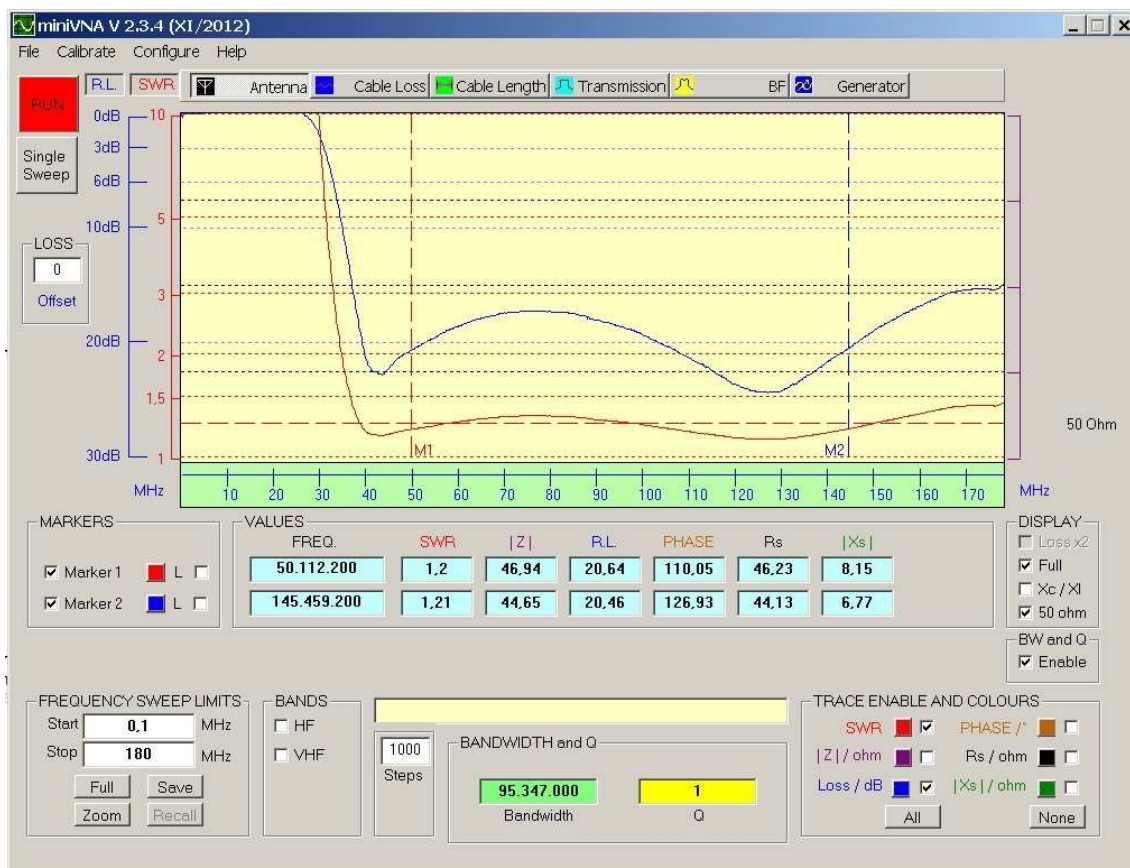 miniVNA V 2.3.4 (XI/2012)
File Calibrate Configure Help
RUN R.L. SWR Antenna Cable Loss Cable Length Transmission BF Generator
Single Sweep
0dB 10
3dB
6dB
10dB 5
LOSS
0
Offset
3
20dB 2
1,5
50 Ohm
30dB 1 M1 M2
MHz 10 20 30 40 50 60 70 80 90 100 110 120 130 140 150 160 170 MHz
MARKERS VALUES DISPLAY
FREQ. SWR |Z| R.L. PHASE Rs |Xs| Loss x2
Marker 1 L 50.112.200 1,2 46,94 20,64 110,05 46,23 8,15 Full
Xc / Xl
Marker 2 L 145.459.200 1,21 44,65 20,46 126,93 44,13 6,77 50 ohm
BW and Q
Enable
FREQUENCY SWEEP LIMITS BANDS TRACE ENABLE AND COLOURS
Start 0,1 MHz HF SWR PHASE /°
Stop 180 MHz VHF 1000 Steps BANDWIDTH and Q |Z| / ohm Rs / ohm
Full Save 95.347.000 1 Loss / dB |Xs| / ohm
Zoom Recall Bandwidth Q All None